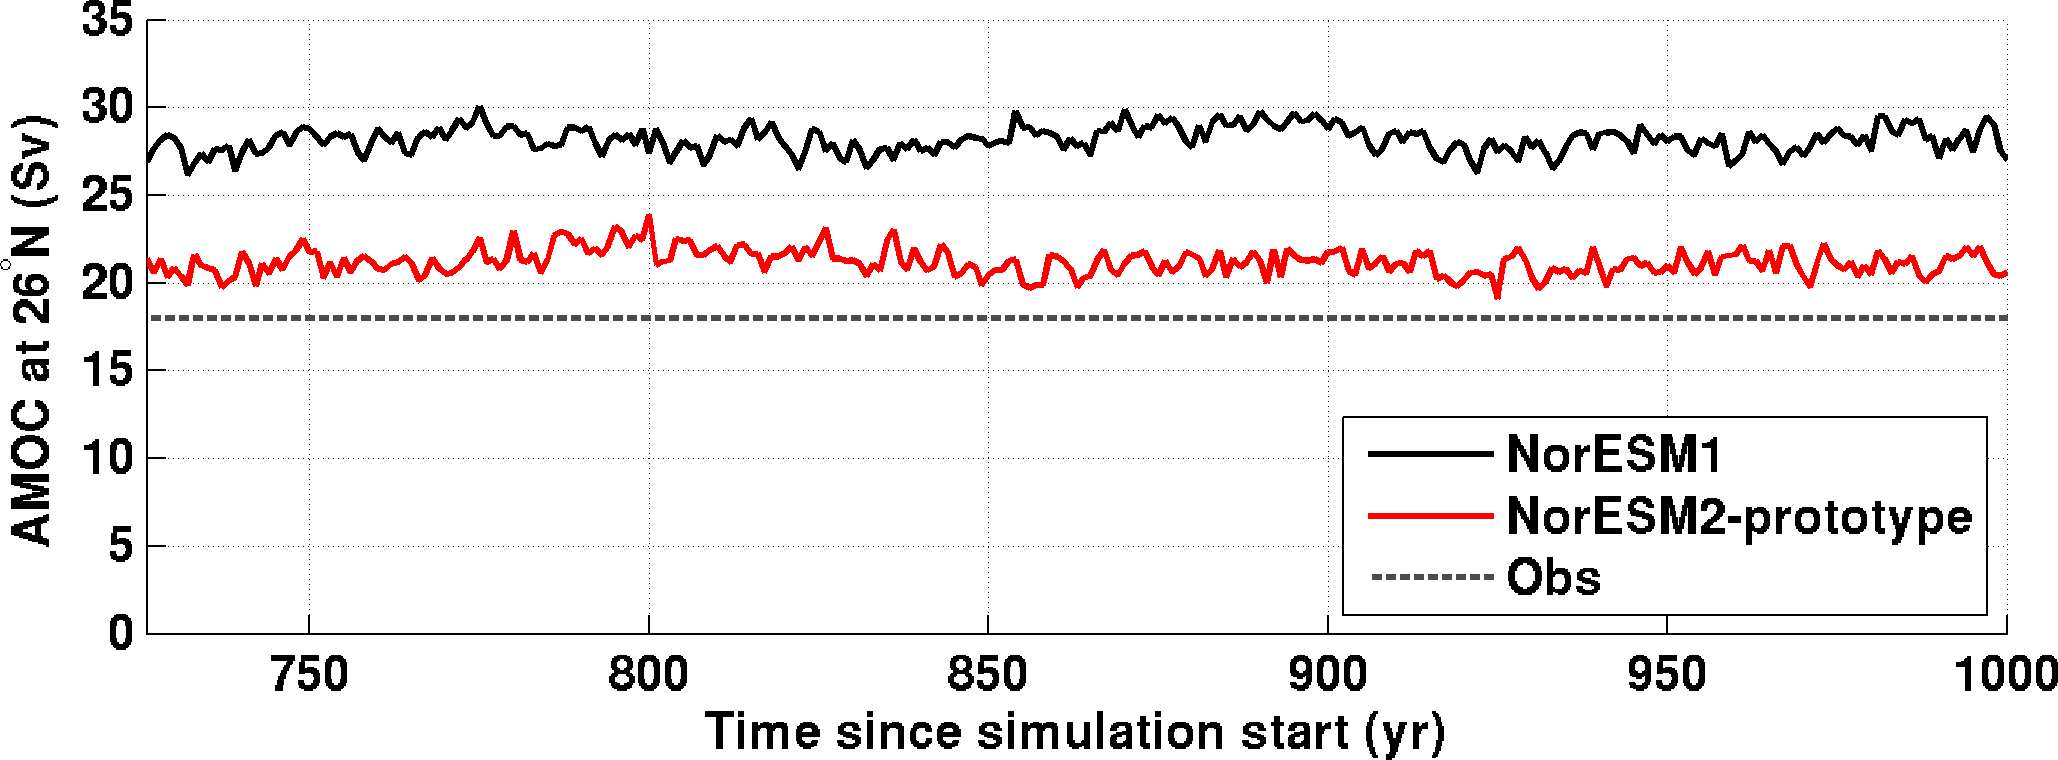 35
30
25
20
15
10
5
0
AMOC at 26°N (Sv)
NorESM1
NorESM2-prototype
Obs
750 800 850 900 950 1000
Time since simulation start (yr)